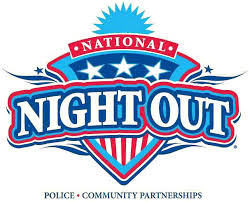 • NATIONAL •
NIGHT OUT®
POLICE • COMMUNITY PARTNERSHIPS